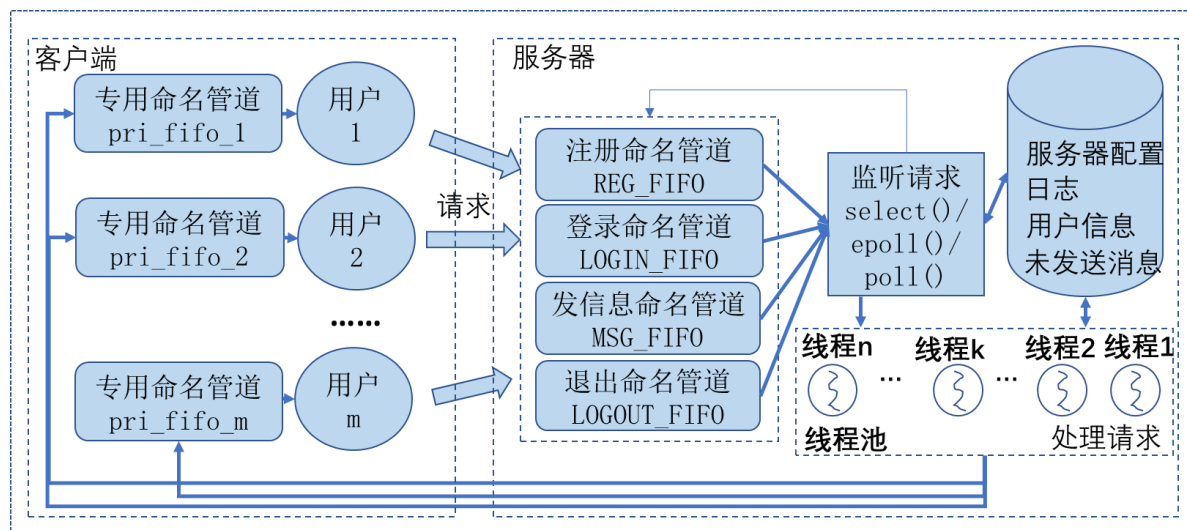 客户端
专用命名管道
pri_fifo_1
用户
1
专用命名管道
pri_fifo_2
用户
2
……
专用命名管道
pri_fifo_m
用户
m
请求
服务器
注册命名管道
REG_FIFO
登录命名管道
LOGIN_FIFO
发信息命名管道
MSG_FIFO
退出命名管道
LOGOUT_FIFO
监听请求
select()/
epoll()/
poll()
服务器配置
日志
用户信息
未发送消息
线程n
…
线程k
…
线程2
线程1
线程池
处理请求